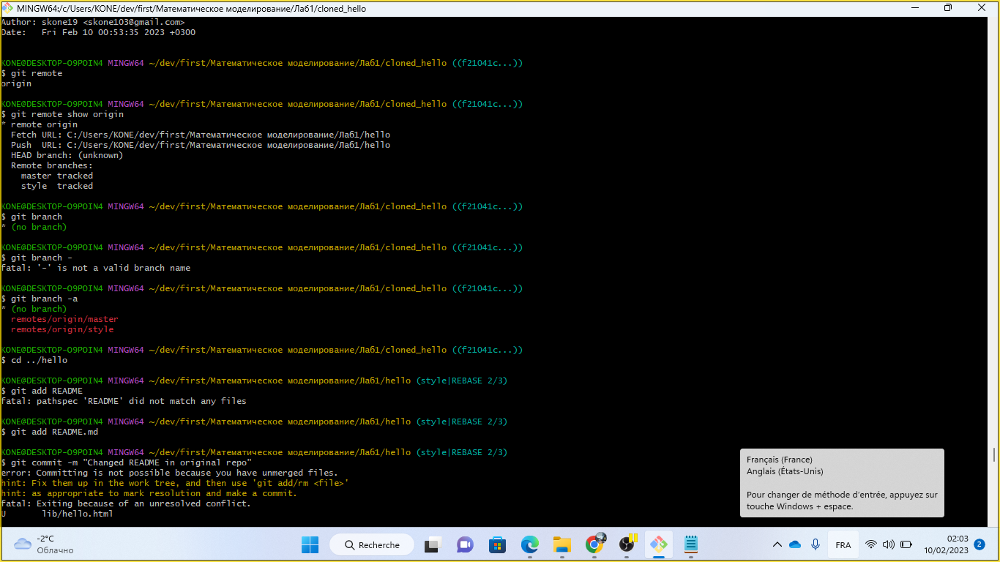 MINGW64:/c/Users/KONE/dev/first/Математическое моделирование/Лаб1/cloned_hello
Author: skone19 <skone103@gmail.com>
Date:   Fri Feb 10 00:53:35 2023 +0300
KONE@DESKTOP-O9POIN4 MINGW64 ~/dev/first/Математическое моделирование/Лаб1/cloned_hello ((f21041c...))
$ git remote
origin
KONE@DESKTOP-O9POIN4 MINGW64 ~/dev/first/Математическое моделирование/Лаб1/cloned_hello ((f21041c...))
$ git remote show origin
* remote origin
  Fetch URL: C:/Users/KONE/dev/first/Математическое моделирование/Лаб1/hello
  Push  URL: C:/Users/KONE/dev/first/Математическое моделирование/Лаб1/hello
  HEAD branch: (unknown)
  Remote branches:
    master tracked
    style  tracked
KONE@DESKTOP-O9POIN4 MINGW64 ~/dev/first/Математическое моделирование/Лаб1/cloned_hello ((f21041c...))
$ git branch
* (no branch)
KONE@DESKTOP-O9POIN4 MINGW64 ~/dev/first/Математическое моделирование/Лаб1/cloned_hello ((f21041c...))
$ git branch -
Fatal: '-' is not a valid branch name
KONE@DESKTOP-O9POIN4 MINGW64 ~/dev/first/Математическое моделирование/Лаб1/cloned_hello ((f21041c...))
$ git branch -a
* (no branch)
  remotes/origin/master
  remotes/origin/style
KONE@DESKTOP-O9POIN4 MINGW64 ~/dev/first/Математическое моделирование/Лаб1/cloned_hello ((f21041c...))
$ cd ../hello
KONE@DESKTOP-O9POIN4 MINGW64 ~/dev/first/Математическое моделирование/Лаб1/hello (style|REBASE 2/3)
$ git add README
Fatal: pathspec 'README' did not match any files
KONE@DESKTOP-O9POIN4 MINGW64 ~/dev/first/Математическое моделирование/Лаб1/hello (style|REBASE 2/3)
$ git add README.md
KONE@DESKTOP-O9POIN4 MINGW64 ~/dev/first/Математическое моделирование/Лаб1/hello (style|REBASE 2/3)
$ git commit -m "Changed README in original repo"
error: Committing is not possible because you have unmerged files.
hint: Fix them up in the work tree, and then use 'git add/rm <file>'
hint: as appropriate to mark resolution and make a commit.
Fatal: Exiting because of an unresolved conflict.
U       lib/hello.html
Français (France)
Anglais (États-Unis)
Pour changer de méthode d'entrée, appuyez sur
touche Windows + espace.
-2°C
Облачно
Recherche
FRA
02:03
10/02/2023
2